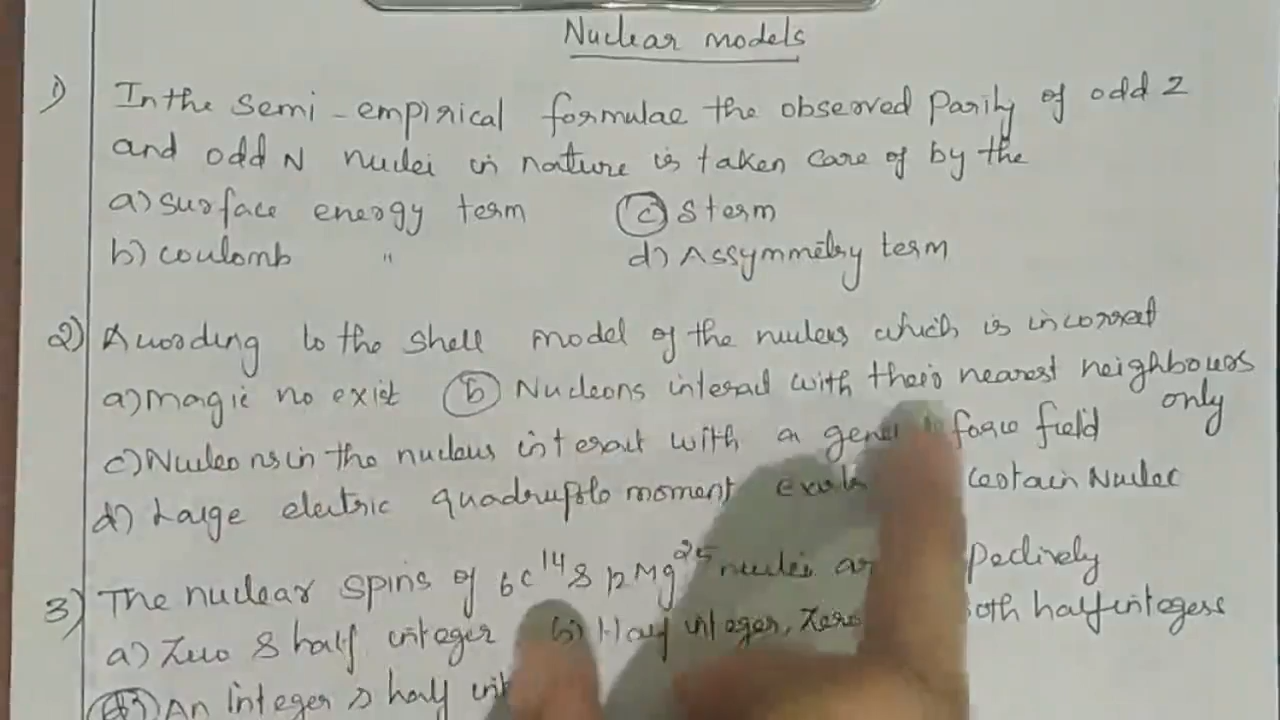 Nuclear models
1) In the semi-empirical formulae the observed Parity of odd Z
and odd N nuclei in nature is taken care of by the
a) surface energy term (c) δ term
b) coulomb " d) Assymmetry term
2) According to the shell model of the nucleus which is incorrect
a) magic no exist (b) Nucleons interact with their nearest neighbours
only
c) Nucleons in the nucleus interact with a force field
d) Large electric quadrupole moment certain Nuclei
3) The nuclear spins of 6C14 & 12Mg25 nuclei
a) Zero & half integer b) Half integer, Zero both half integers
(d) An integer & half